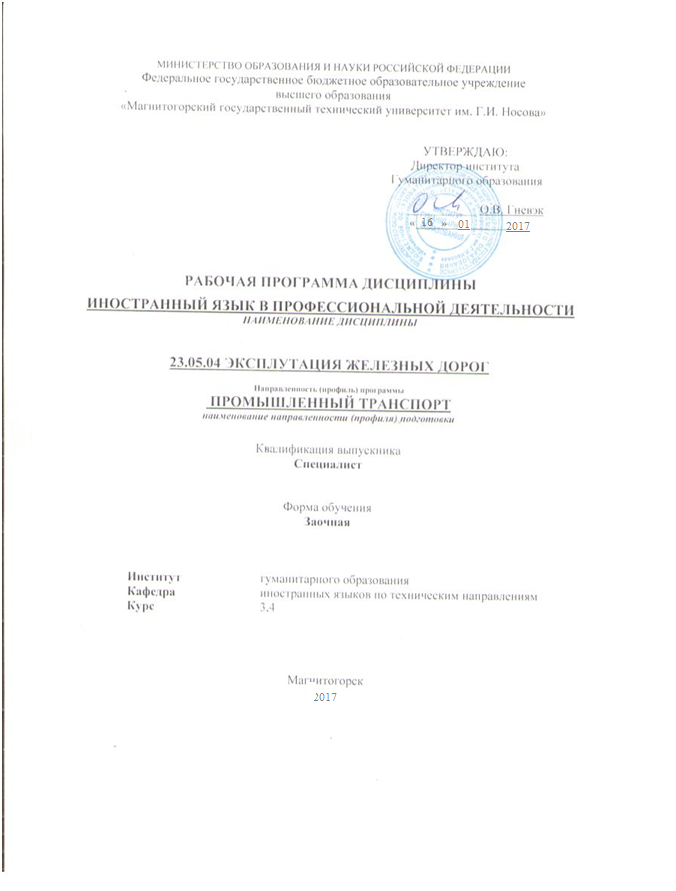 МИНИСТЕРСТВО ОБРАЗОВАНИЯ И НАУКИ РОССИЙСКОЙ ФЕДЕРАЦИИ
Федеральное государственное бюджетное образовательное учреждение
высшего образования
«Магнитогорский государственный технический университет им. Г.И. Носова»
УТВЕРЖДАЮ:
Директор института
Гуманитарного образования
О.В. Гневэк
« 16 » 01 2017
РАБОЧАЯ ПРОГРАММА ДИСЦИПЛИНЫ
ИНОСТРАННЫЙ ЯЗЫК В ПРОФЕССИОНАЛЬНОЙ ДЕЯТЕЛЬНОСТИ
НАИМЕНОВАНИЕ ДИСЦИПЛИНЫ
23.05.04 ЭКСПЛУТАЦИЯ ЖЕЛЕЗНЫХ ДОРОГ
Направленность (профиль) программы
ПРОМЫШЛЕННЫЙ ТРАНСПОРТ
наименование направленности (профиля) подготовки
Квалификация выпускника
Специалист
Форма обучения
Заочная
Институт гуманитарного образования
Кафедра иностранных языков по техническим направлениям
Курс 3,4
Магнитогорск
2017